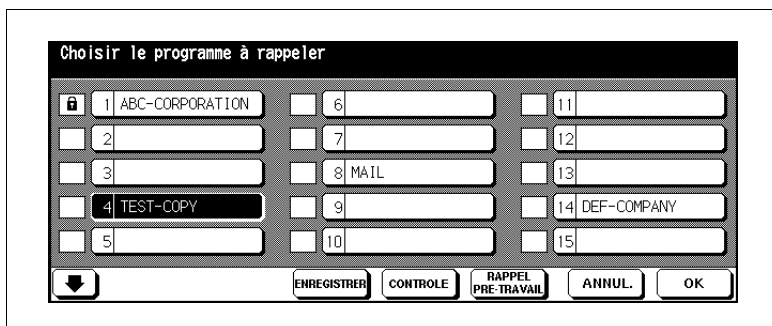 Choisir le programme à rappeler
1 ABC-CORPORATION
2
3
4 TEST-COPY
5
6
7
8 MAIL
9
10
11
12
13
14 DEF-COMPANY
15
ENREGISTRER
CONTROLE
RAPPEL
PRE-TRAVAIL
ANNUL.
OK